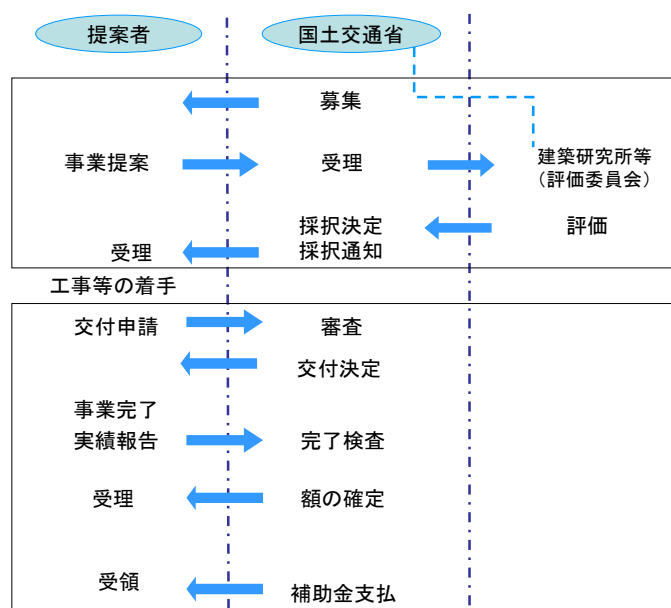 提案者
国土交通省
募集
事業提案
受理
建築研究所等
（評価委員会）
採択決定
評価
受理
採択通知
工事等の着手
交付申請
審査
交付決定
事業完了
実績報告
完了検査
受理
額の確定
受領
補助金支払